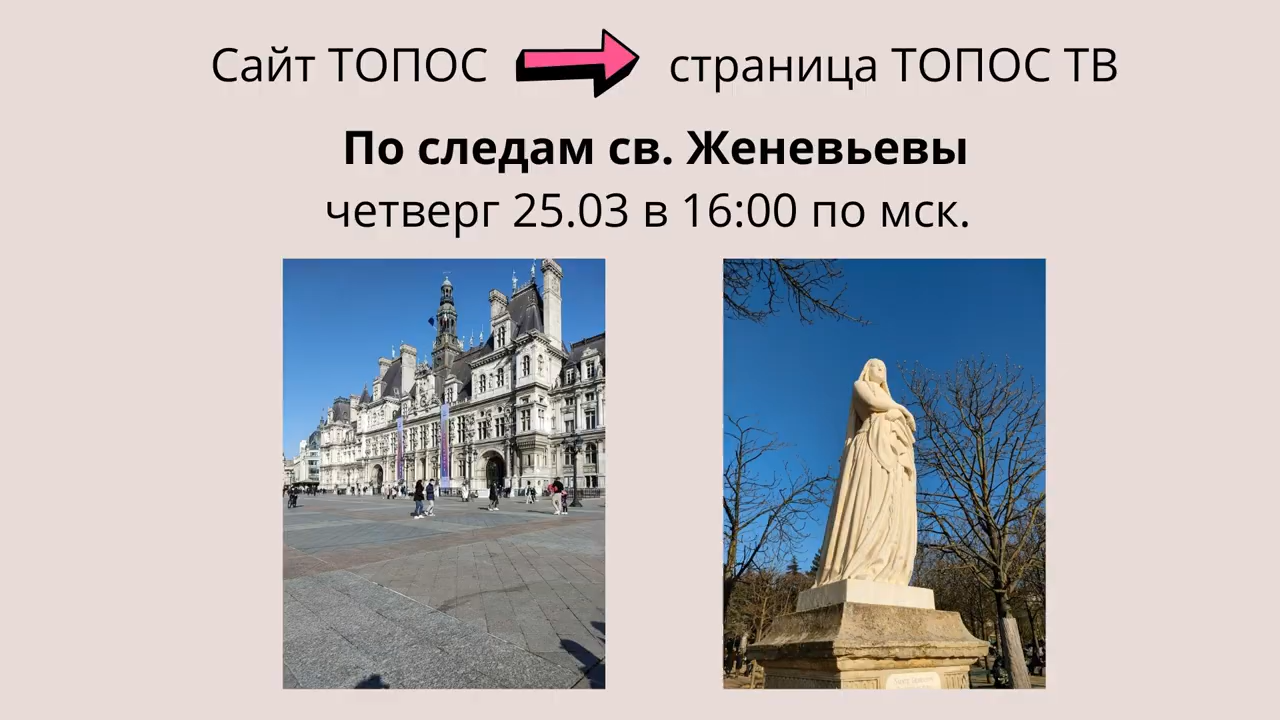 Сайт ТОПОС страница ТОПОС ТВ
По следам св. Женевьевы
четверг 25.03 в 16:00 по мск.